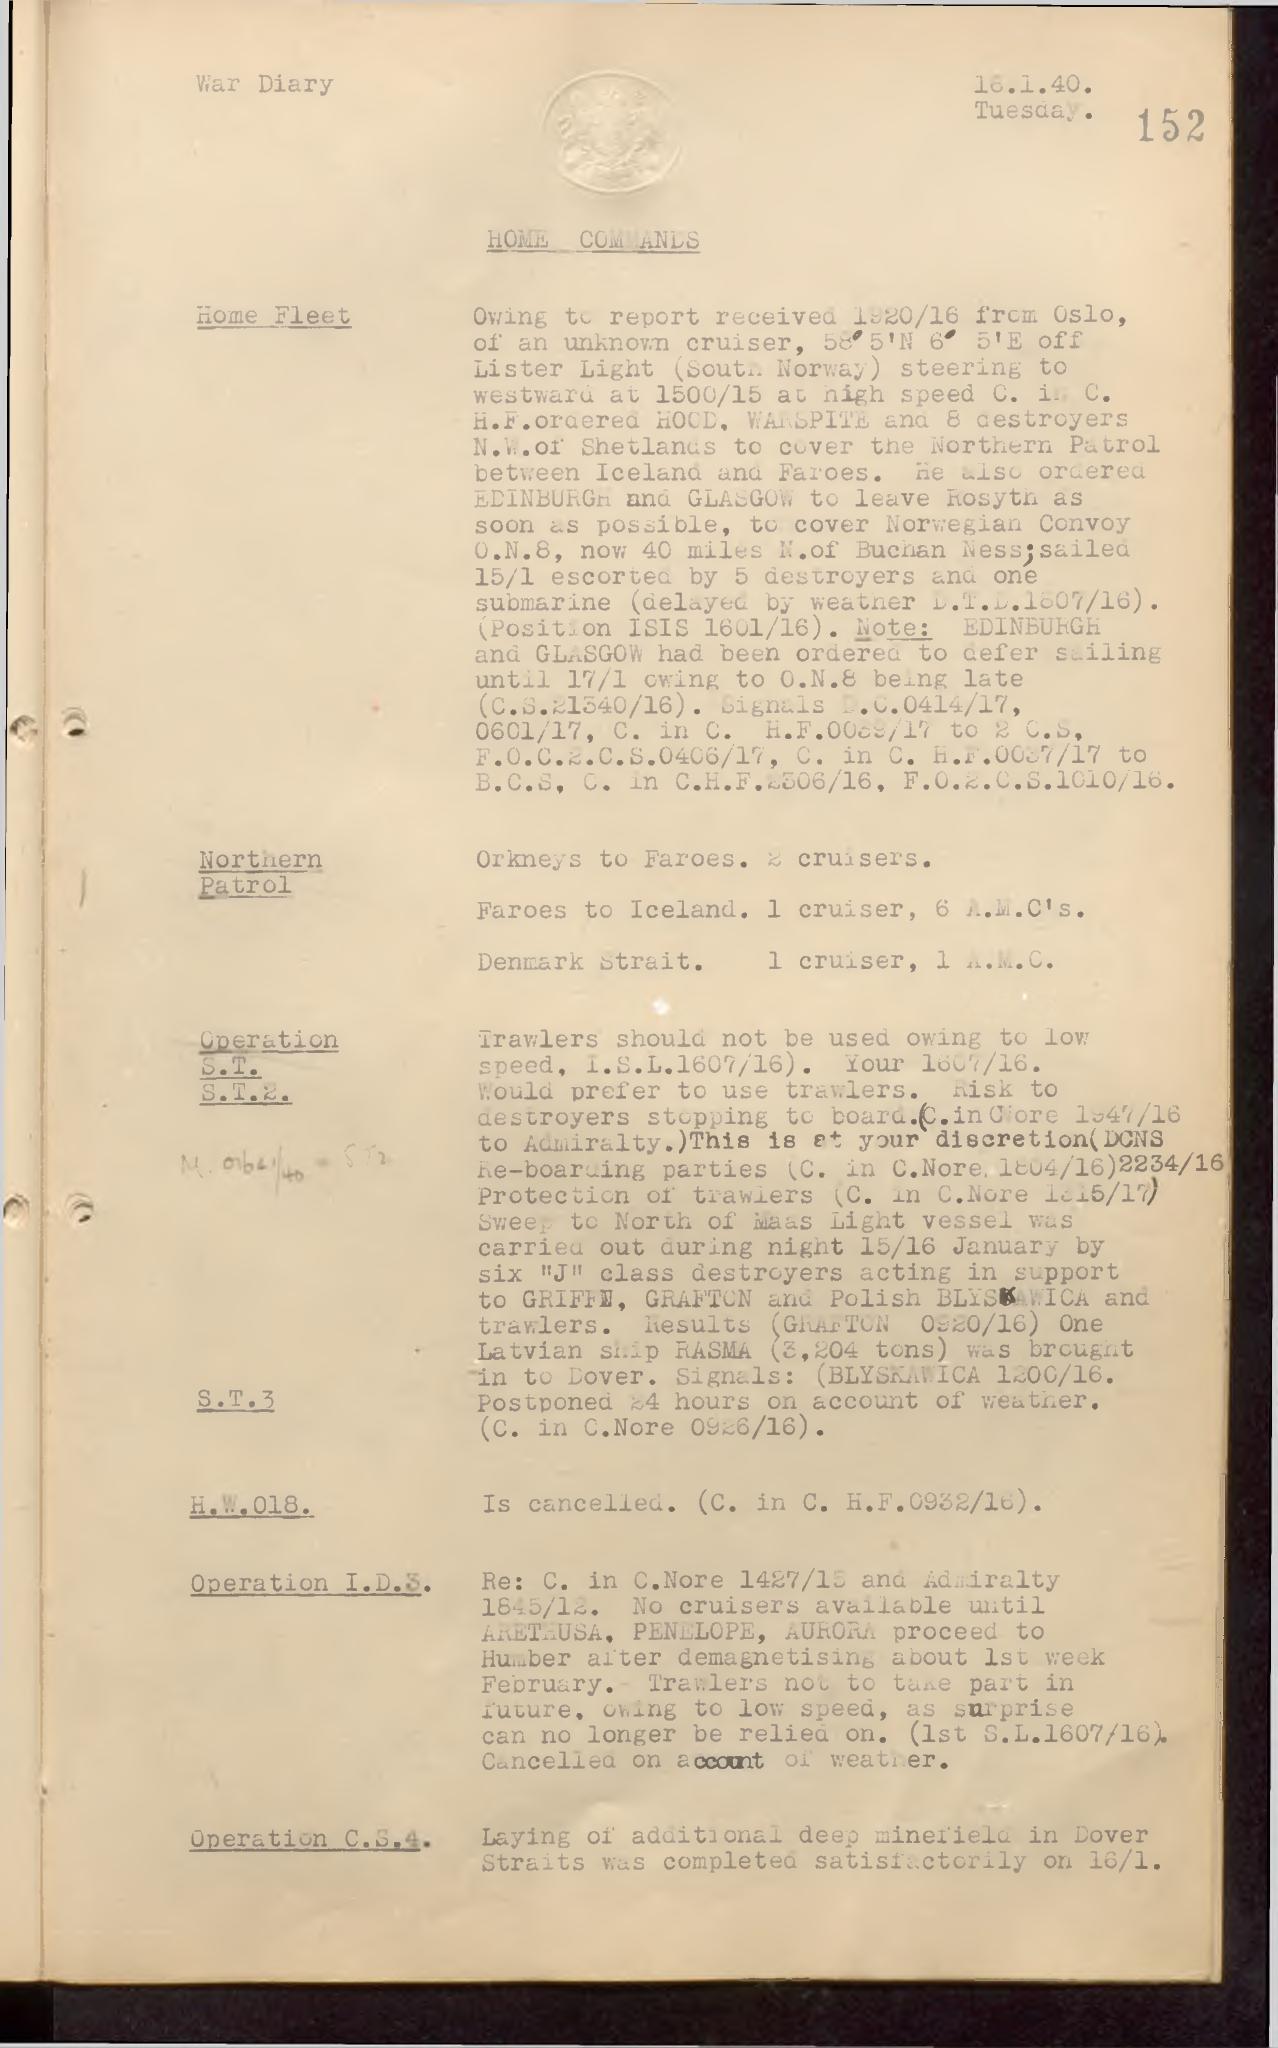 War Diary
16.1.40.
Tuesday.
152
HOME COMMANDS
Home Fleet
Owing to report received 1920/16 from Oslo,
of an unknown cruiser, 58° 5'N 6° 5'E off
Lister Light (South Norway) steering to
westward at 1500/15 at high speed C. in C.
H.F.ordered HOOD, WARSPITE and 8 destroyers
N.W.of Shetlands to cover the Northern Patrol
between Iceland and Faroes. He also ordered
EDINBURGH and GLASGOW to leave Rosyth as
soon as possible, to cover Norwegian Convoy
O.N.8, now 40 miles N.of Buchan Ness;sailed
15/1 escorted by 5 destroyers and one
submarine (delayed by weather D.T.D.1607/16).
(Position ISIS 1601/16). Note: EDINBURGH
and GLASGOW had been ordered to defer sailing
until 17/1 owing to O.N.8 being late
(C.S.21340/16). Signals D.C.0414/17,
0601/17, C. in C. H.F.0039/17 to 2 C.S,
F.O.C.2.C.S.0406/17, C. in C. H.F.0037/17 to
B.C.S, C. in C.H.F.2306/16, F.O.2.C.S.1010/16.
Northern
Patrol
Orkneys to Faroes. 2 cruisers.
Faroes to Iceland. 1 cruiser, 6 A.M.C's.
Denmark Strait. 1 cruiser, 1 A.M.C.
Operation
S.T.
S.T.2.
Trawlers should not be used owing to low
speed, I.S.L.1607/16). Your 1607/16.
Would prefer to use trawlers. Risk to
destroyers stopping to board.(C.in C Nore 1947/16
to Admiralty.)This is at your discretion(DCNS
Re-boarding parties (C. in C.Nore. 1804/16)2234/16
Protection of trawlers (C. in C.Nore 1815/17)
Sweep to North of Maas Light vessel was
carried out during night 15/16 January by
six "J" class destroyers acting in support
to GRIFFIN, GRAFTON and Polish BLYSKAWICA and
trawlers. Results (GRAFTON 0920/16) One
Latvian ship RASMA (3,204 tons) was brought
in to Dover. Signals: (BLYSKAWICA 1200/16.
S.T.3
Postponed 24 hours on account of weather.
(C. in C.Nore 0926/16).
H.W.018.
Is cancelled. (C. in C. H.F.0932/16).
Operation I.D.3.
Re: C. in C.Nore 1427/15 and Admiralty
1845/12. No cruisers available until
ARETHUSA, PENELOPE, AURORA proceed to
Humber after demagnetising about 1st week
February. Trawlers not to take part in
future, owing to low speed, as surprise
can no longer be relied on. (1st S.L.1607/16).
Cancelled on account of weather.
Operation C.S.4.
Laying of additional deep minefield in Dover
Straits was completed satisfactorily on 16/1.